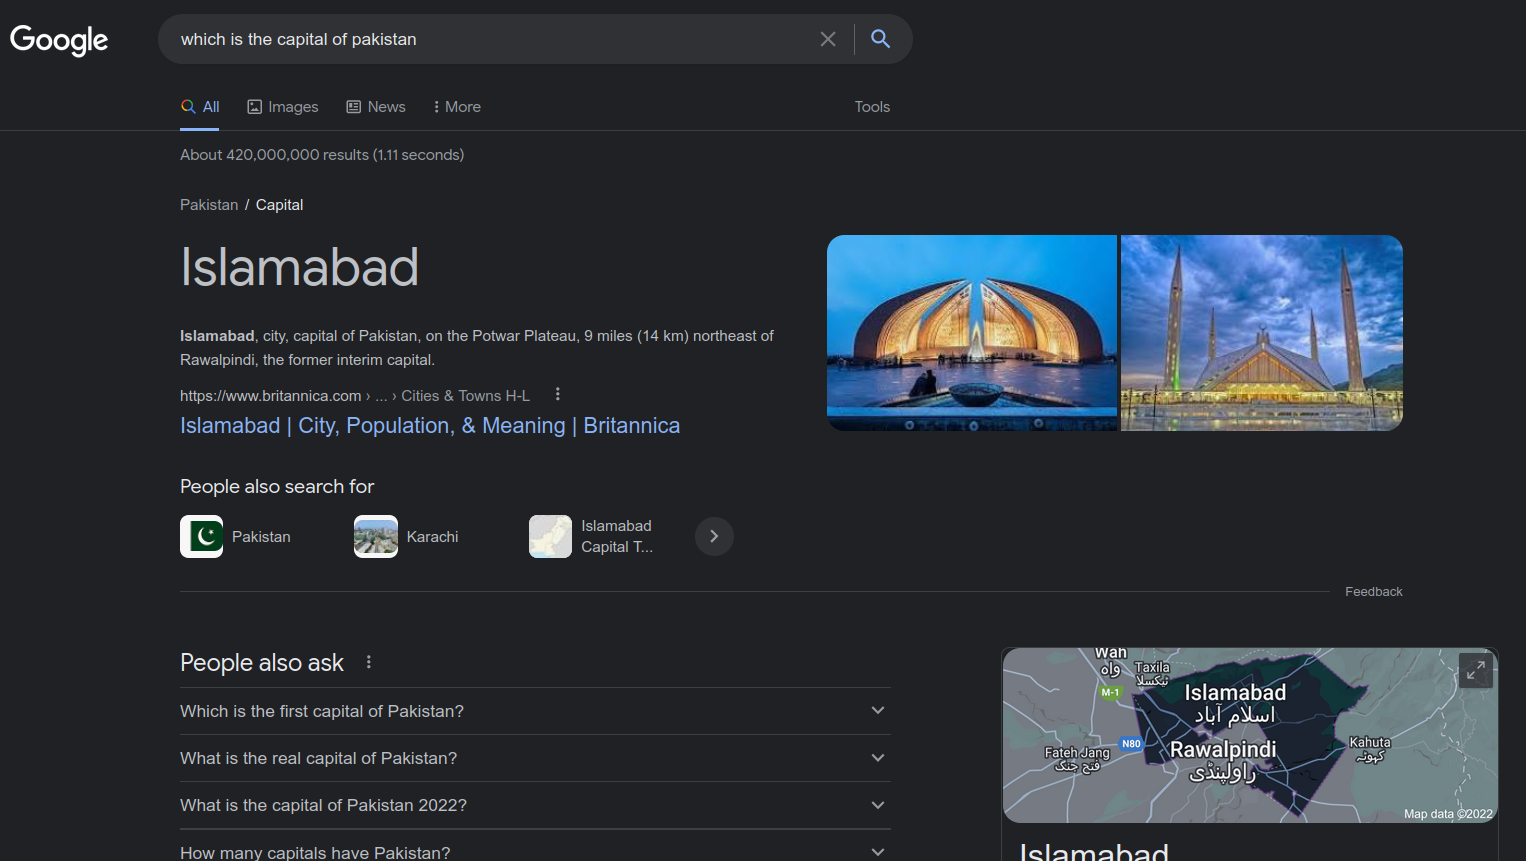 Google
which is the capital of pakistan
All
Images
News
More
Tools
About 420,000,000 results (1.11 seconds)
Pakistan / Capital
Islamabad
Islamabad, city, capital of Pakistan, on the Potwar Plateau, 9 miles (14 km) northeast of
Rawalpindi, the former interim capital.
https://www.britannica.com › ... › Cities & Towns H-L
Islamabad | City, Population, & Meaning | Britannica
People also search for
Pakistan
Karachi
Islamabad
Capital T...
Feedback
People also ask
Which is the first capital of Pakistan?
What is the real capital of Pakistan?
What is the capital of Pakistan 2022?
How many capitals have Pakistan?
Wah
واہ
Taxila
ٹیکسلا
M-1
Islamabad
اسلام آباد
N80
Rawalpindi
راولپنڈی
Fateh Jang
فتح جنگ
Kahuta
کہوٹہ
Map data ©2022
Islamabad